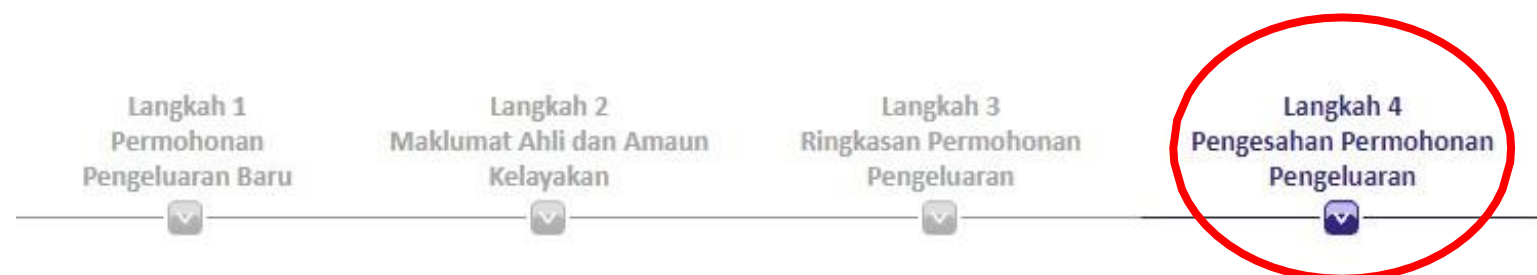 Langkah 1
Permohonan
Pengeluaran Baru
Langkah 2
Maklumat Ahli dan Amaun
Kelayakan
Langkah 3
Ringkasan Permohonan
Pengeluaran
Langkah 4
Pengesahan Permohonan
Pengeluaran